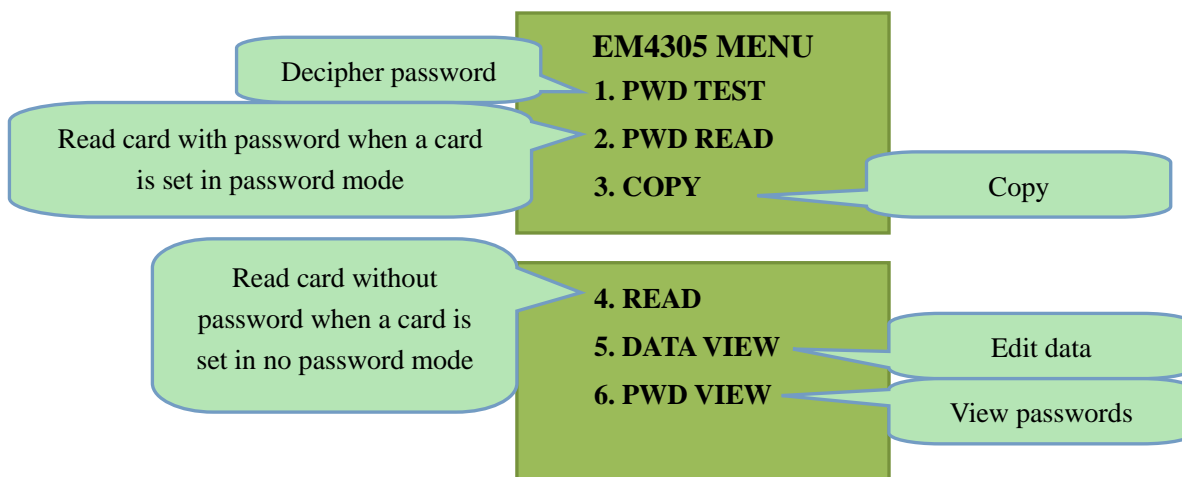 EM4305 MENU
Decipher password
1. PWD TEST
Read card with password when a card
is set in password mode
2. PWD READ
3. COPY
Copy
Read card without
password when a card is
set in no password mode
4. READ
5. DATA VIEW
Edit data
6. PWD VIEW
View passwords